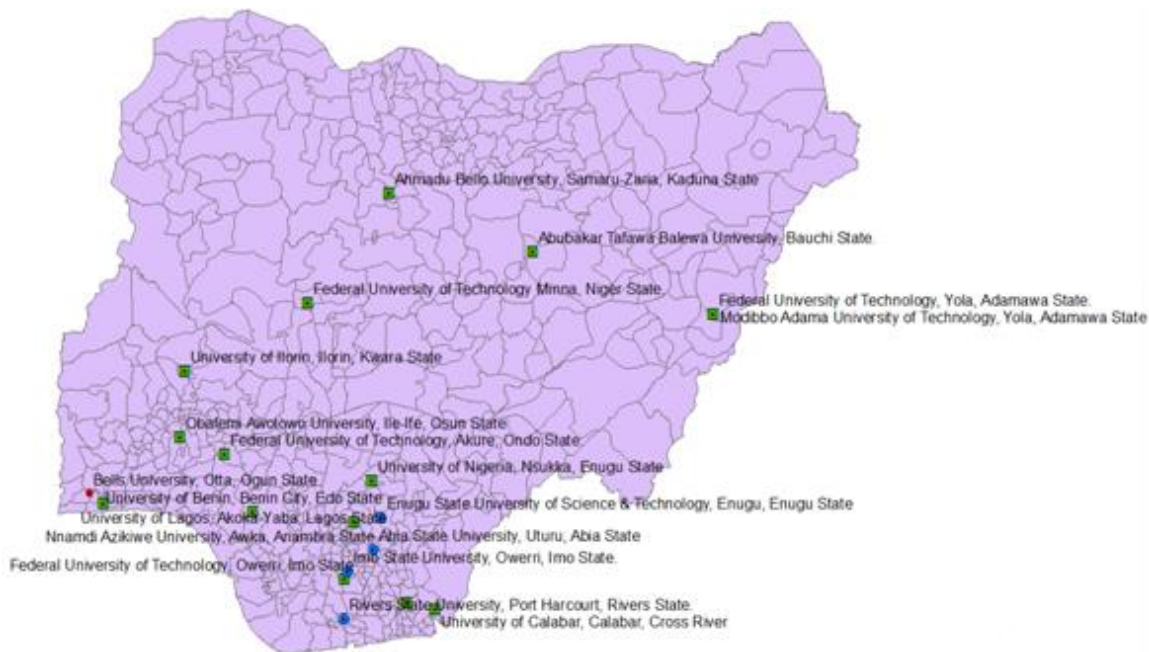 Ahmadu Bello University, Samaru-Zaria, Kaduna State
Abubakar Tafawa Balewa University, Bauchi State.
Federal University of Technology Minna, Niger State.
Federal University of Technology, Yola, Adamawa State.
Modibbo Adama University of Technology, Yola, Adamawa State
University of Ilorin, Ilorin, Kwara State
Obafemi Awolowo University, Ile-Ife, Osun State
Federal University of Technology, Akure, Ondo State.
University of Nigeria, Nsukka, Enugu State
Bells University, Otta, Ogun State.
University of Benin, Benin City, Edo State
Enugu State University of Science & Technology, Enugu, Enugu State
University of Lagos, Akoka-Yaba, Lagos State
Nnamdi Azikiwe University, Awka, Anambra State
Abia State University, Uturu, Abia State
Imo State University, Owerri, Imo State.
Federal University of Technology, Owerri, Imo State
Rivers State University, Port Harcourt, Rivers State.
University of Calabar, Calabar, Cross River